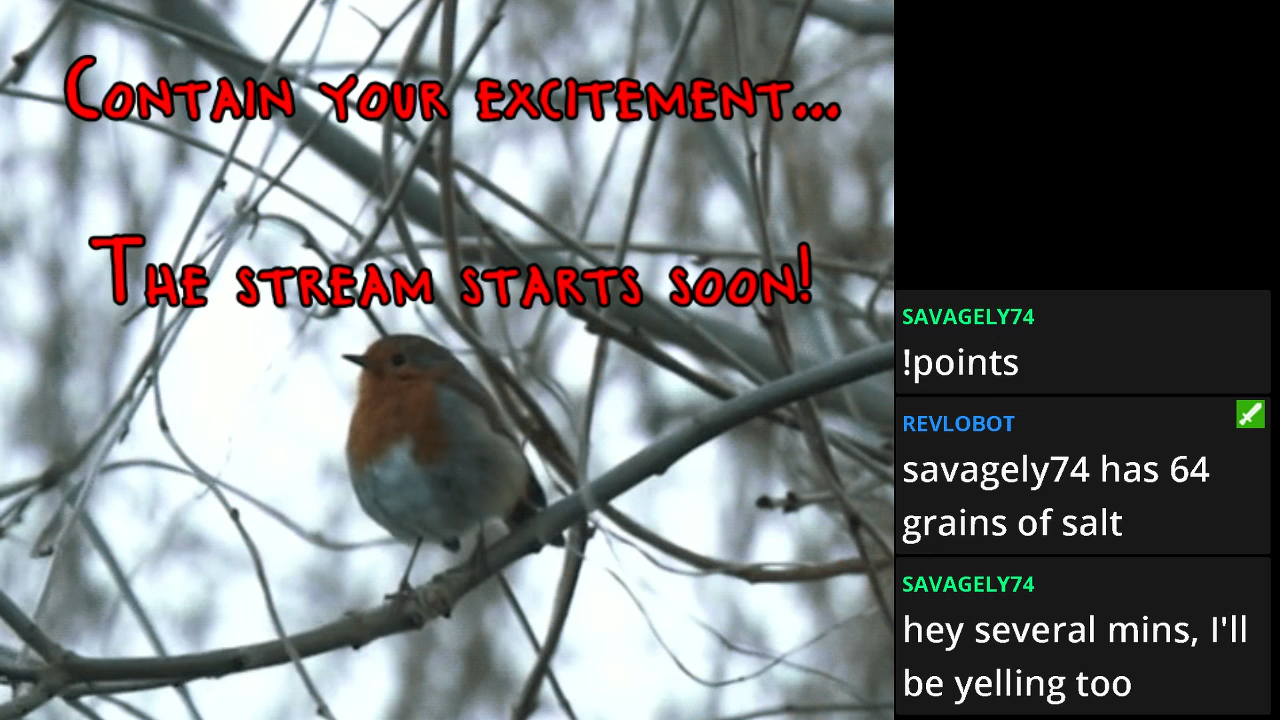 Contain your excitement...
The stream starts soon!
SAVAGELY74
!points
REVLOBOT
savagely74 has 64
grains of salt
SAVAGELY74
hey several mins, I'll
be yelling too